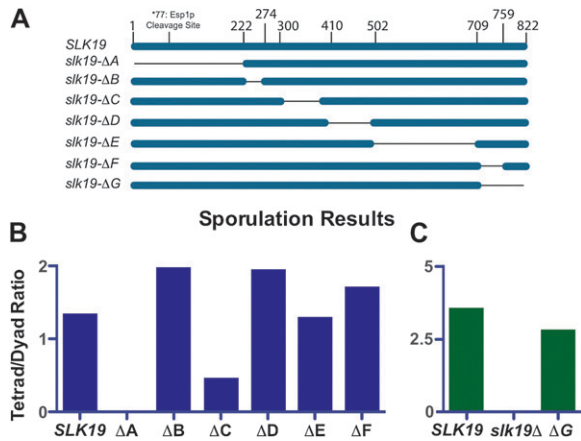 A
*77: Esp1p
Cleavage Site
274
759
1
222
300
410
502
709
822
SLK19
slk19-ΔA
slk19-ΔB
slk19-ΔC
slk19-ΔD
slk19-ΔE
slk19-ΔF
slk19-ΔG
Sporulation Results
B
C
Tetrad/Dyad Ratio
2
1
0
SLK19 ΔA ΔB ΔC ΔD ΔE ΔF
5
2.5
0
SLK19 slk19Δ ΔG